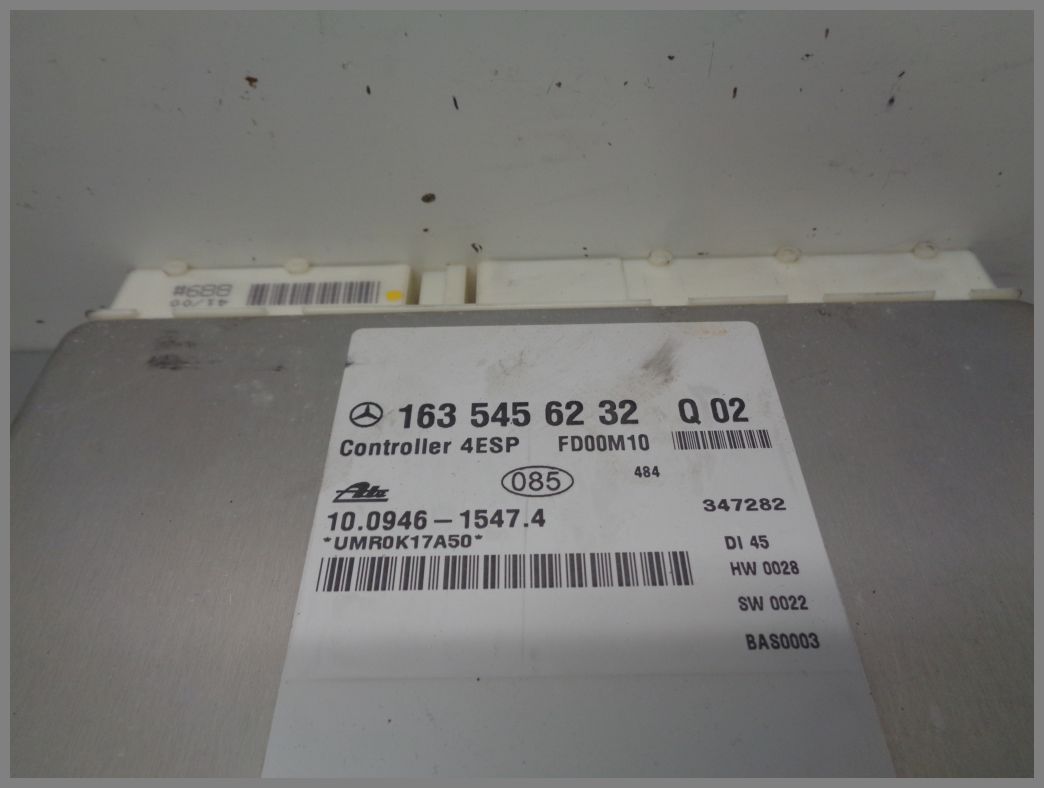 #688
41/00
163 545 62 32 Q 02
Controller 4ESP FD00M10
085 484
Ate
347282
10.0946-1547.4
*UMR0K17A50*
DI 45
HW 0028
SW 0022
BAS0003